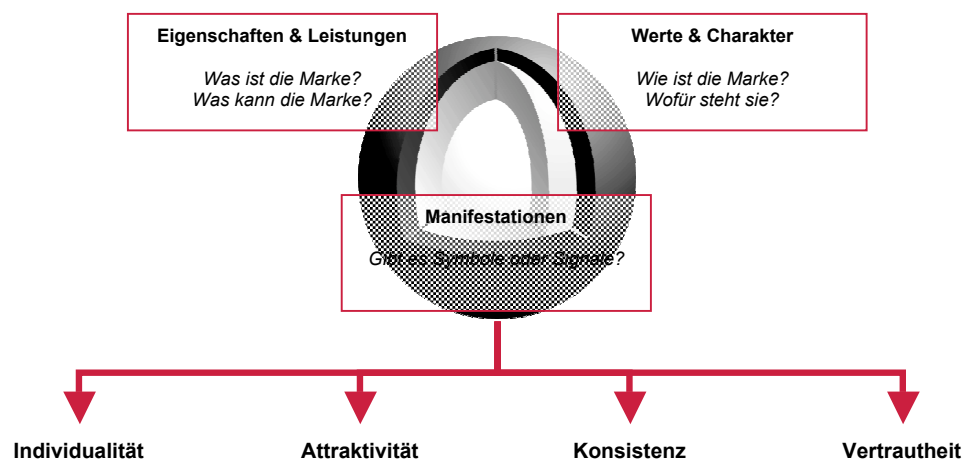 Eigenschaften & Leistungen
Was ist die Marke?
Was kann die Marke?
Werte & Charakter
Wie ist die Marke?
Wofür steht sie?
Manifestationen
Gibt es Symbole oder Signale?
Individualität
Attraktivität
Konsistenz
Vertrautheit